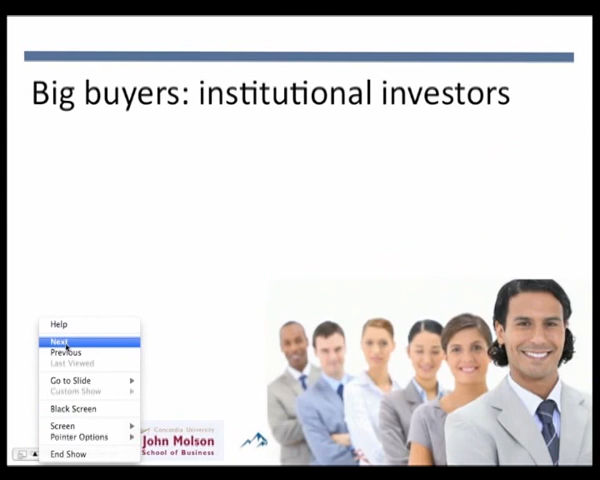 Big buyers: institutional investors
Help
Next
Previous
Last Viewed
Go to Slide
Custom Show
Black Screen
Screen
Pointer Options
End Show
Concordia University
John Molson
School of Business